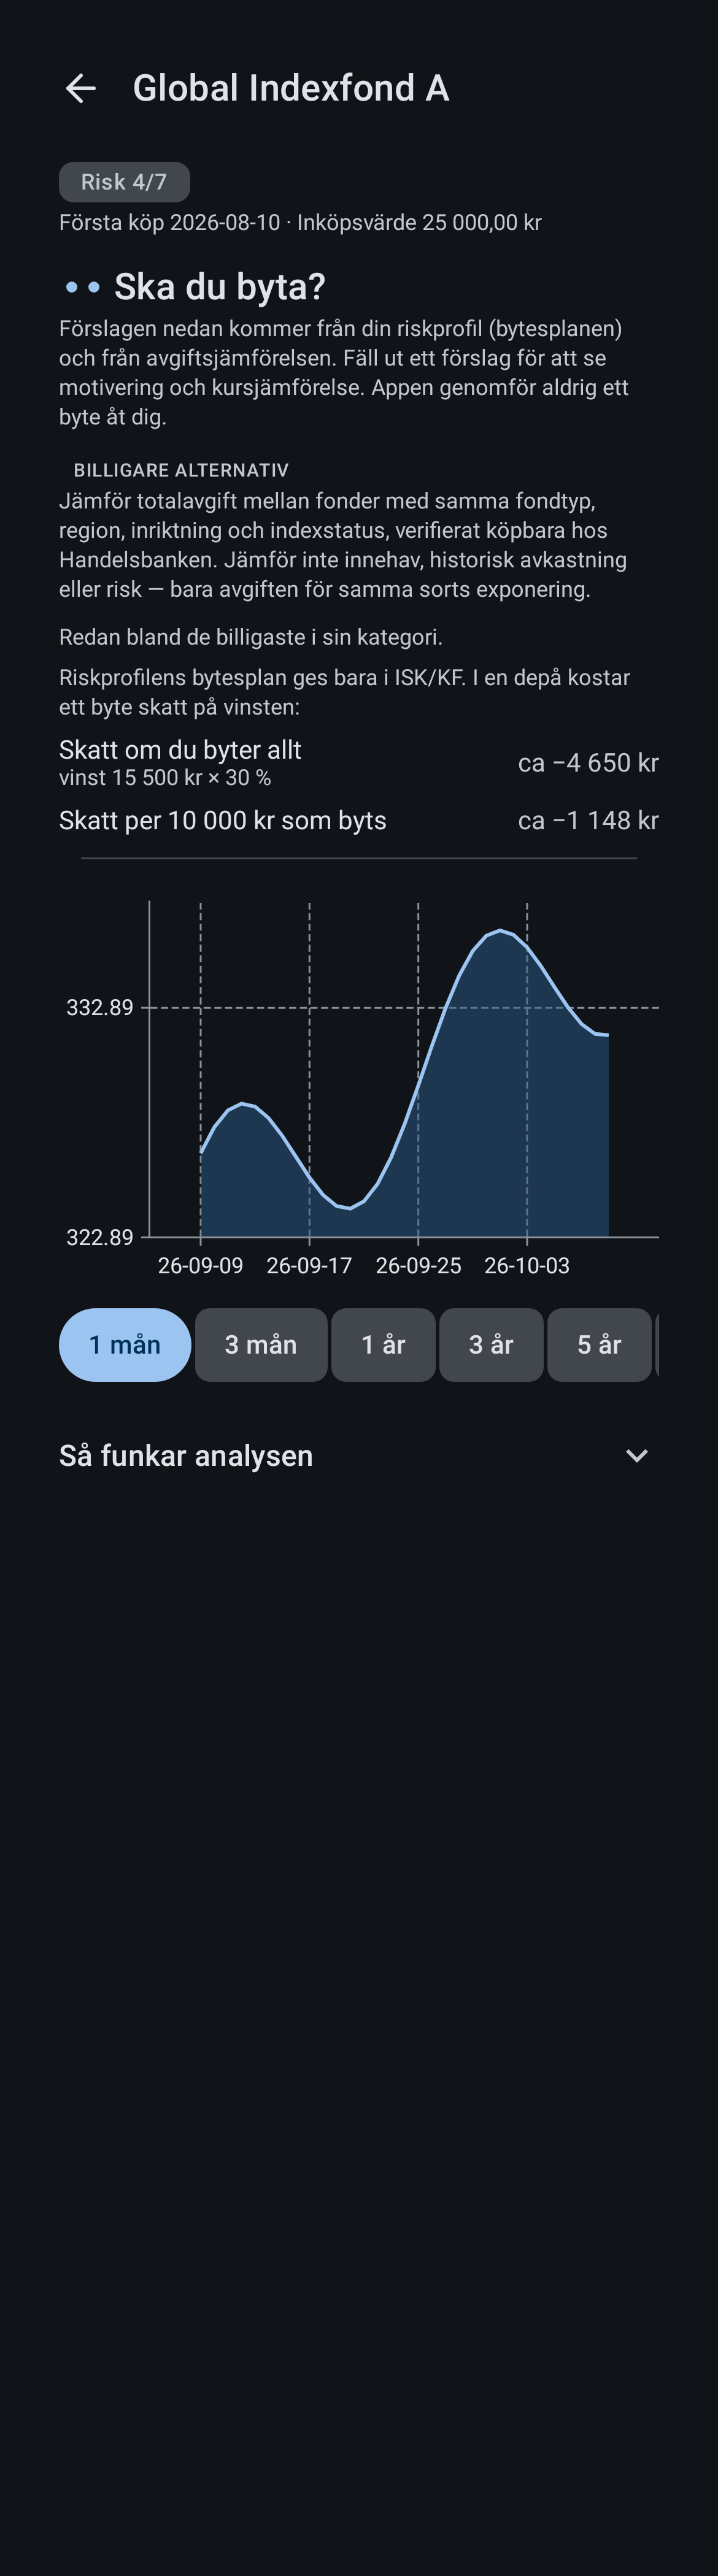 Global Indexfond A
Risk 4/7
Första köp 2026-08-10 · Inköpsvärde 25 000,00 kr
Ska du byta?
Förslagen nedan kommer från din riskprofil (bytesplanen)
och från avgiftsjämförelsen. Fäll ut ett förslag för att se
motivering och kursjämförelse. Appen genomför aldrig ett
byte åt dig.
BILLIGARE ALTERNATIV
Jämför totalavgift mellan fonder med samma fondtyp,
region, inriktning och indexstatus, verifierat köpbara hos
Handelsbanken. Jämför inte innehav, historisk avkastning
eller risk — bara avgiften för samma sorts exponering.
Redan bland de billigaste i sin kategori.
Riskprofilens bytesplan ges bara i ISK/KF. I en depå kostar
ett byte skatt på vinsten:
Skatt om du byter allt
vinst 15 500 kr × 30 %
ca −4 650 kr
Skatt per 10 000 kr som byts
ca −1 148 kr
332.89
322.89
26-09-09 26-09-17 26-09-25 26-10-03
1 mån 3 mån 1 år 3 år 5 år
Så funkar analysen